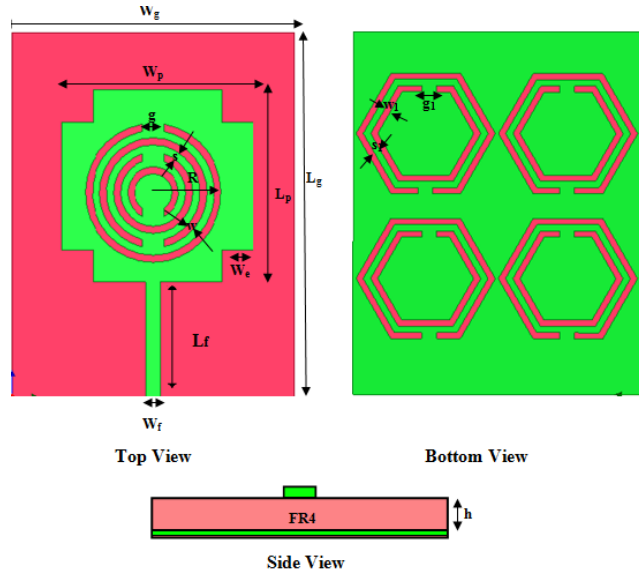 Wg
Wp
g
s
R
w
Lp
Lg
We
Lf
Wf
w1
g1
s1
Top View
Bottom View
FR4
h
Side View